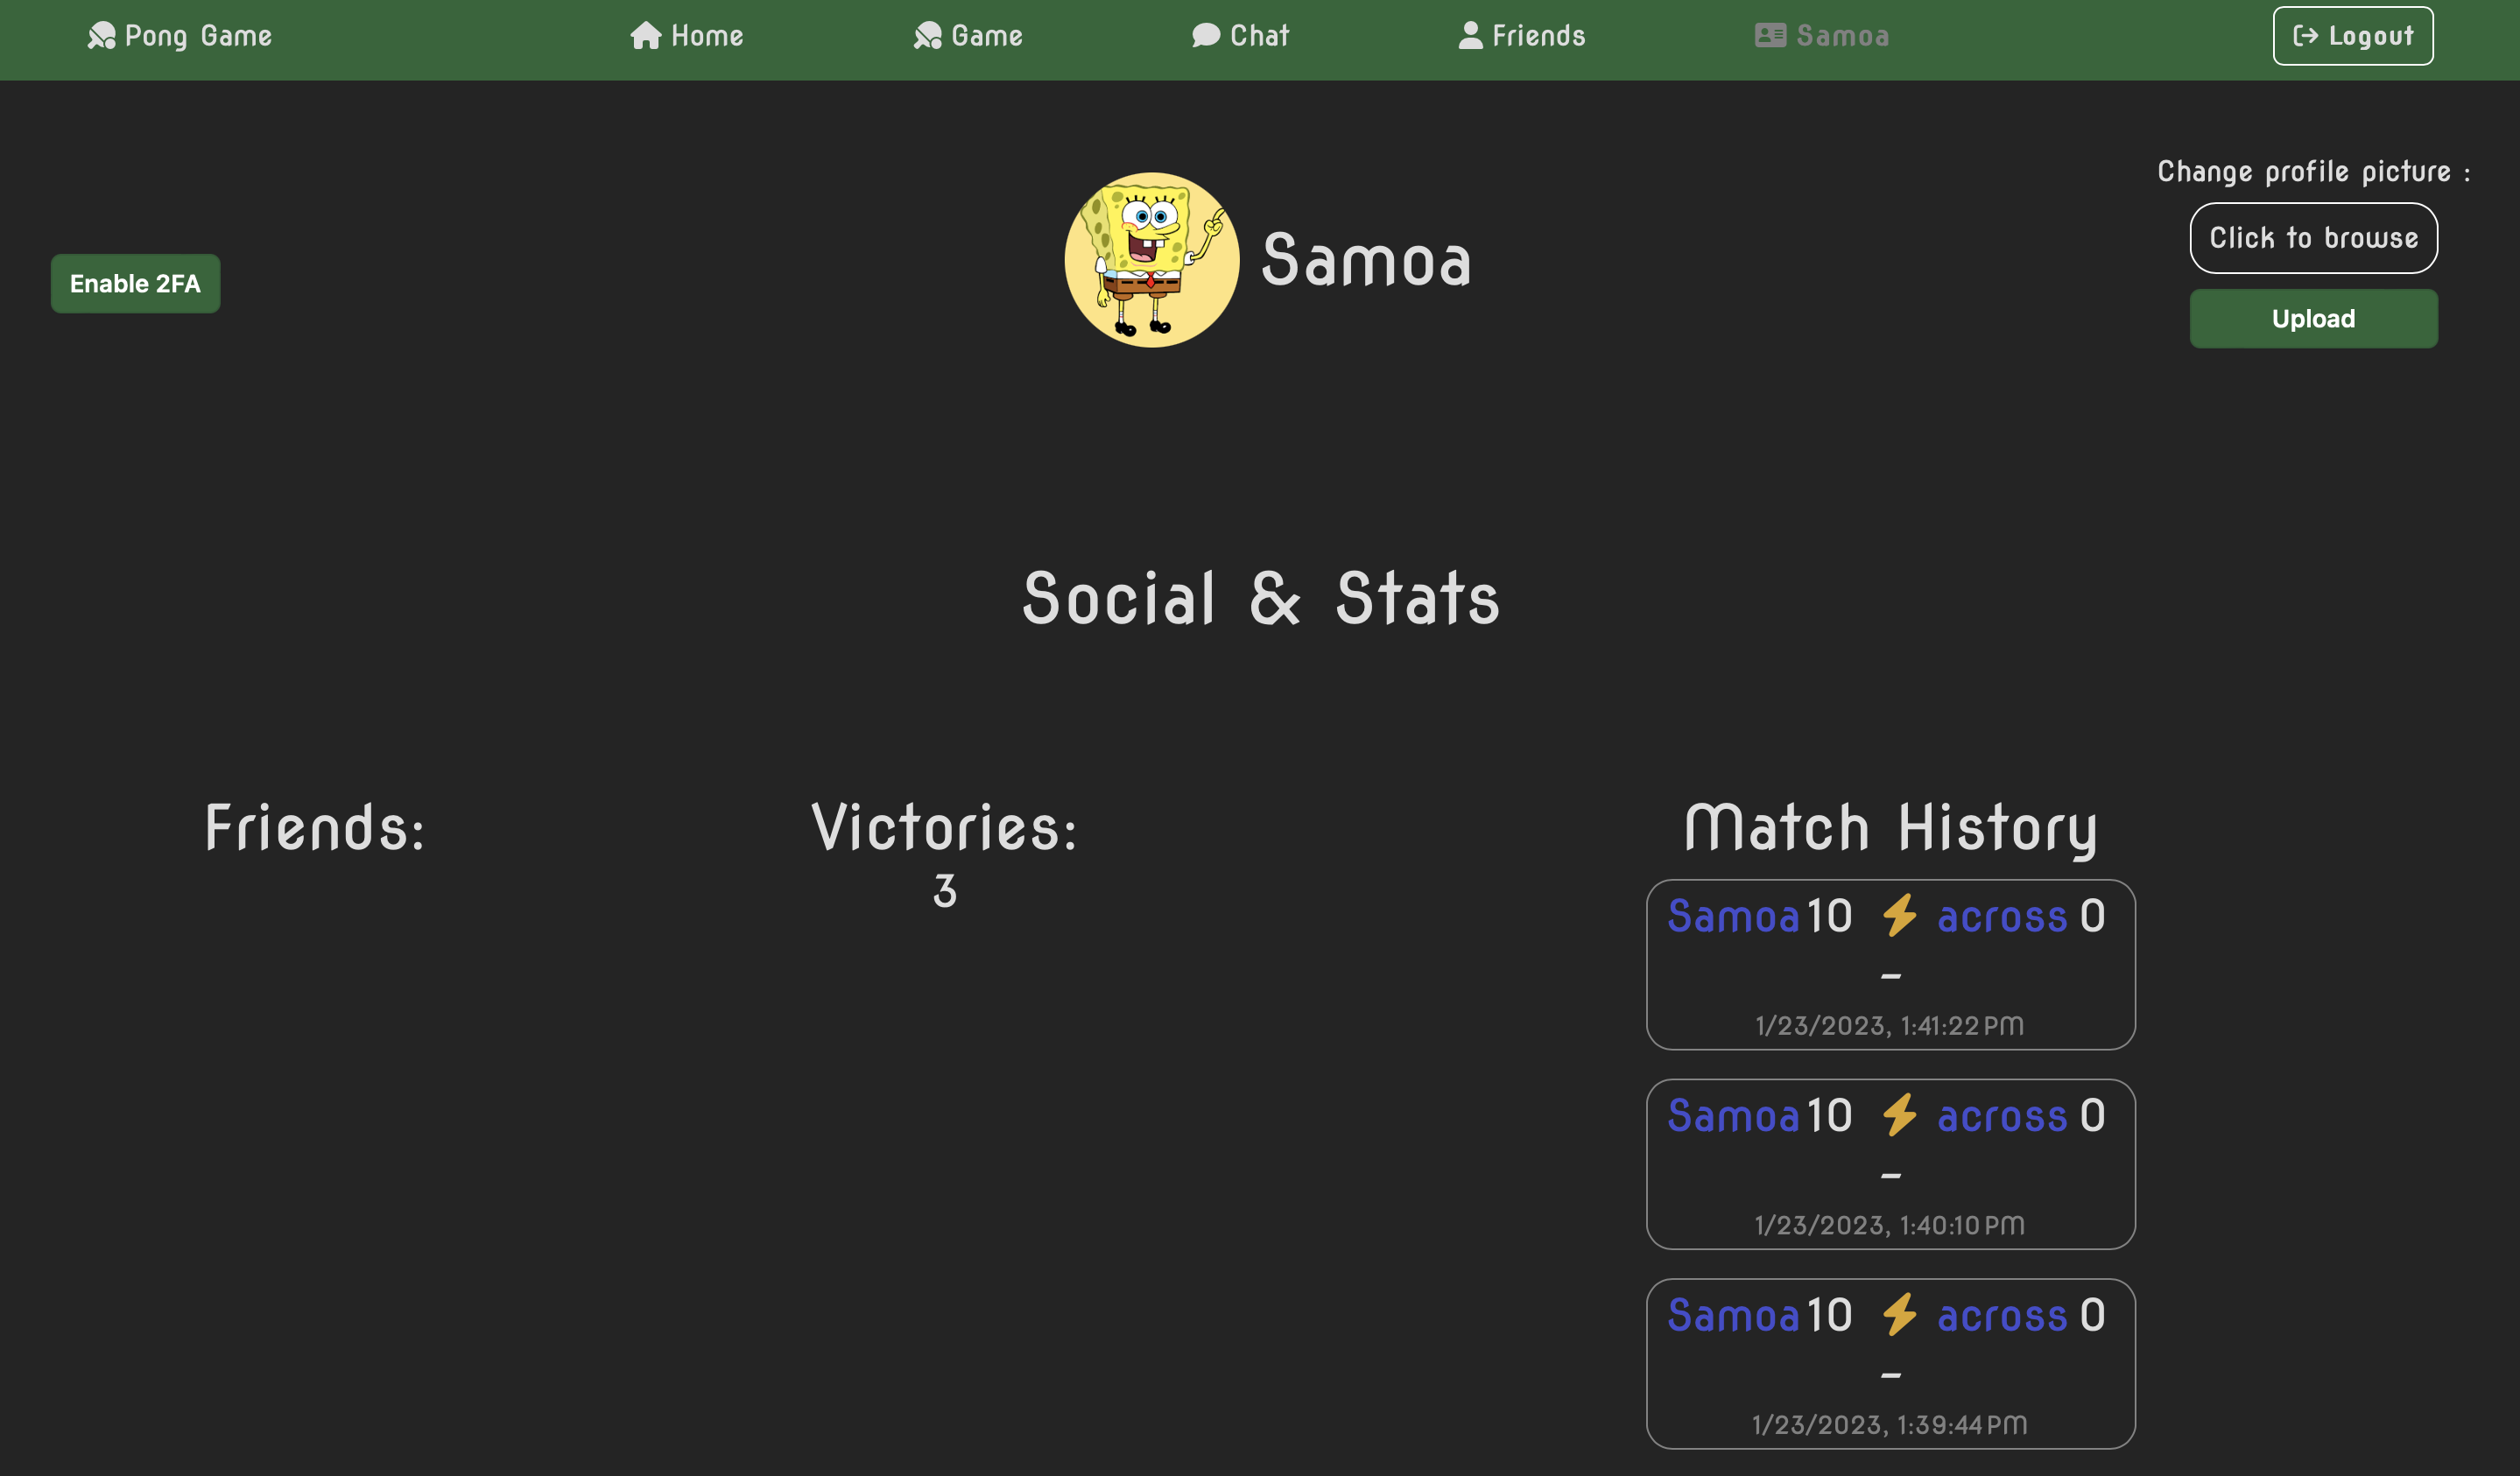 Pong Game
Home
Game
Chat
Friends
Samoa
Logout
Change profile picture :
Click to browse
Upload
Enable 2FA
Samoa
Social & Stats
Friends:
Victories:
3
Match History
Samoa 10 across 0
–
1/23/2023, 1:41:22 PM
Samoa 10 across 0
–
1/23/2023, 1:40:10 PM
Samoa 10 across 0
–
1/23/2023, 1:39:44 PM